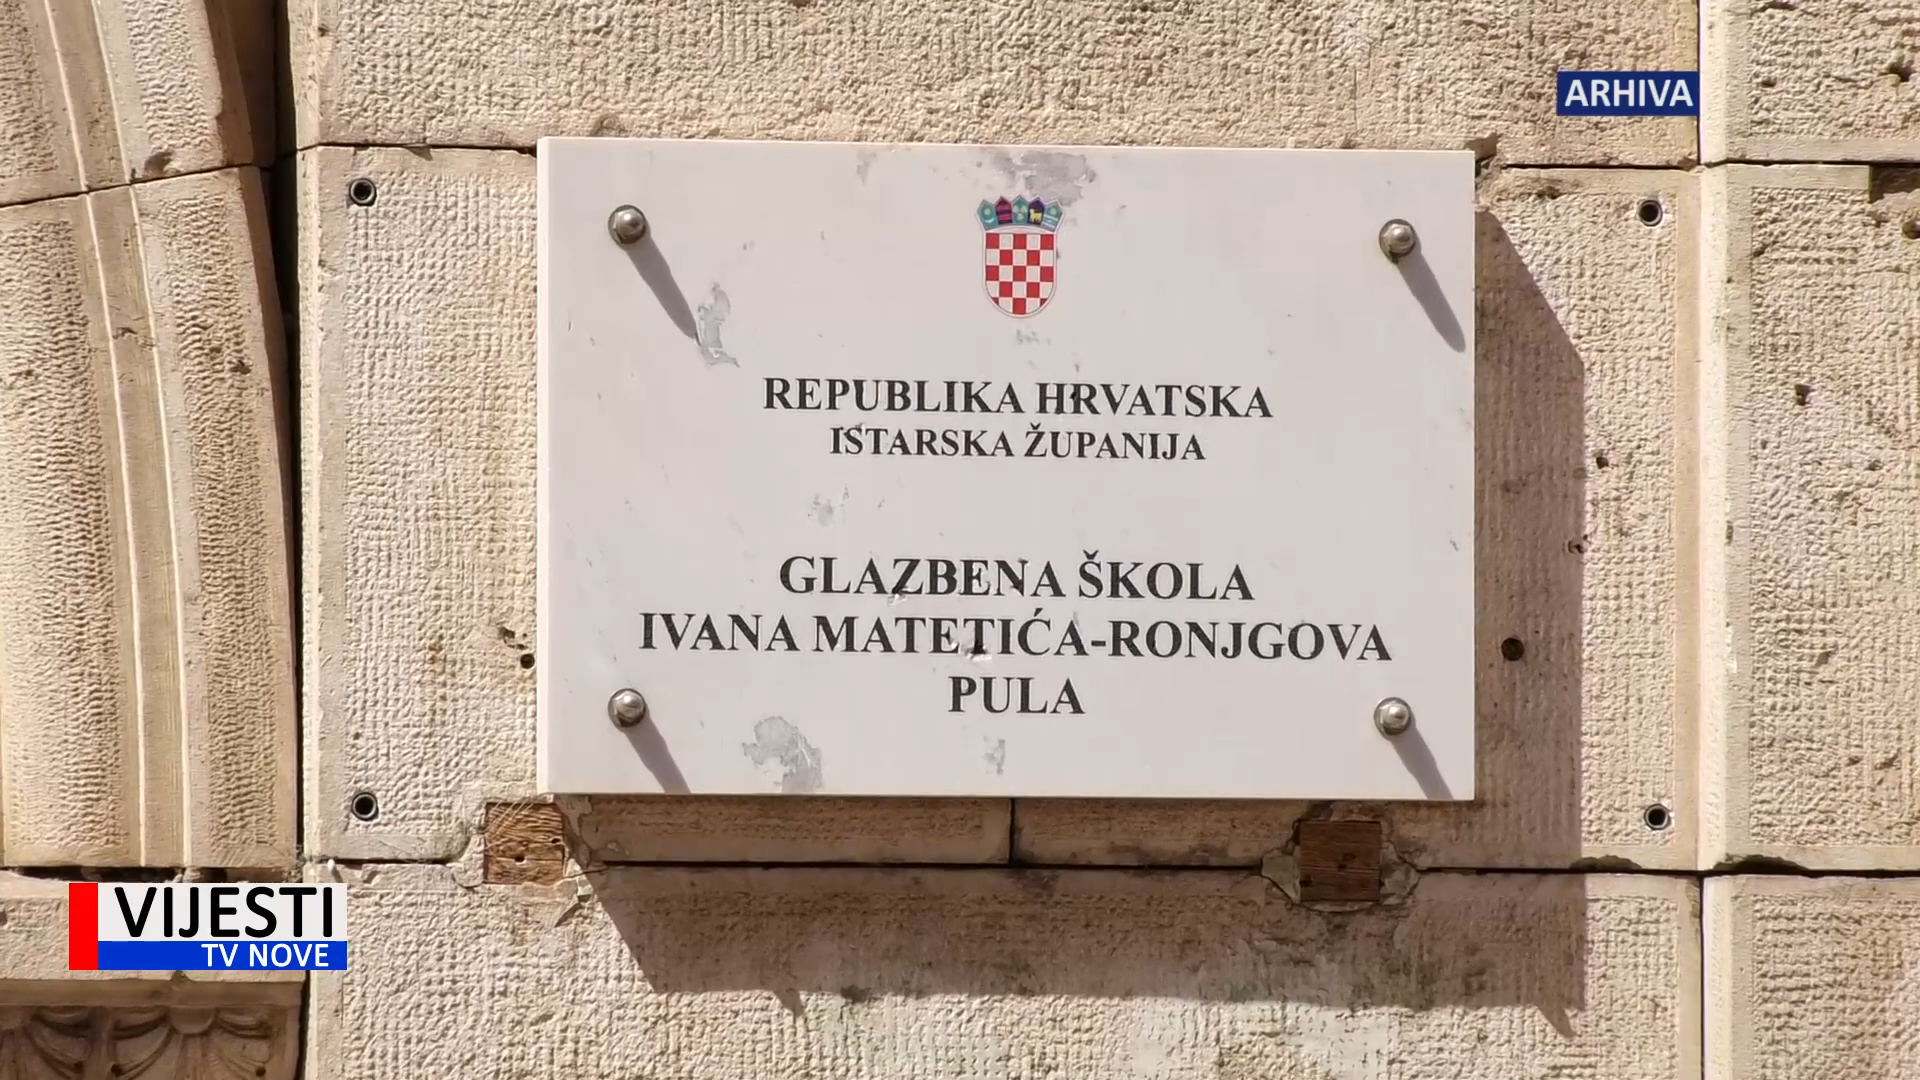 ARHIVA
REPUBLIKA HRVATSKA
ISTARSKA ŽUPANIJA
GLAZBENA ŠKOLA
IVANA MATETIĆA-RONJGOVA
PULA
VIJESTI
TV NOVE